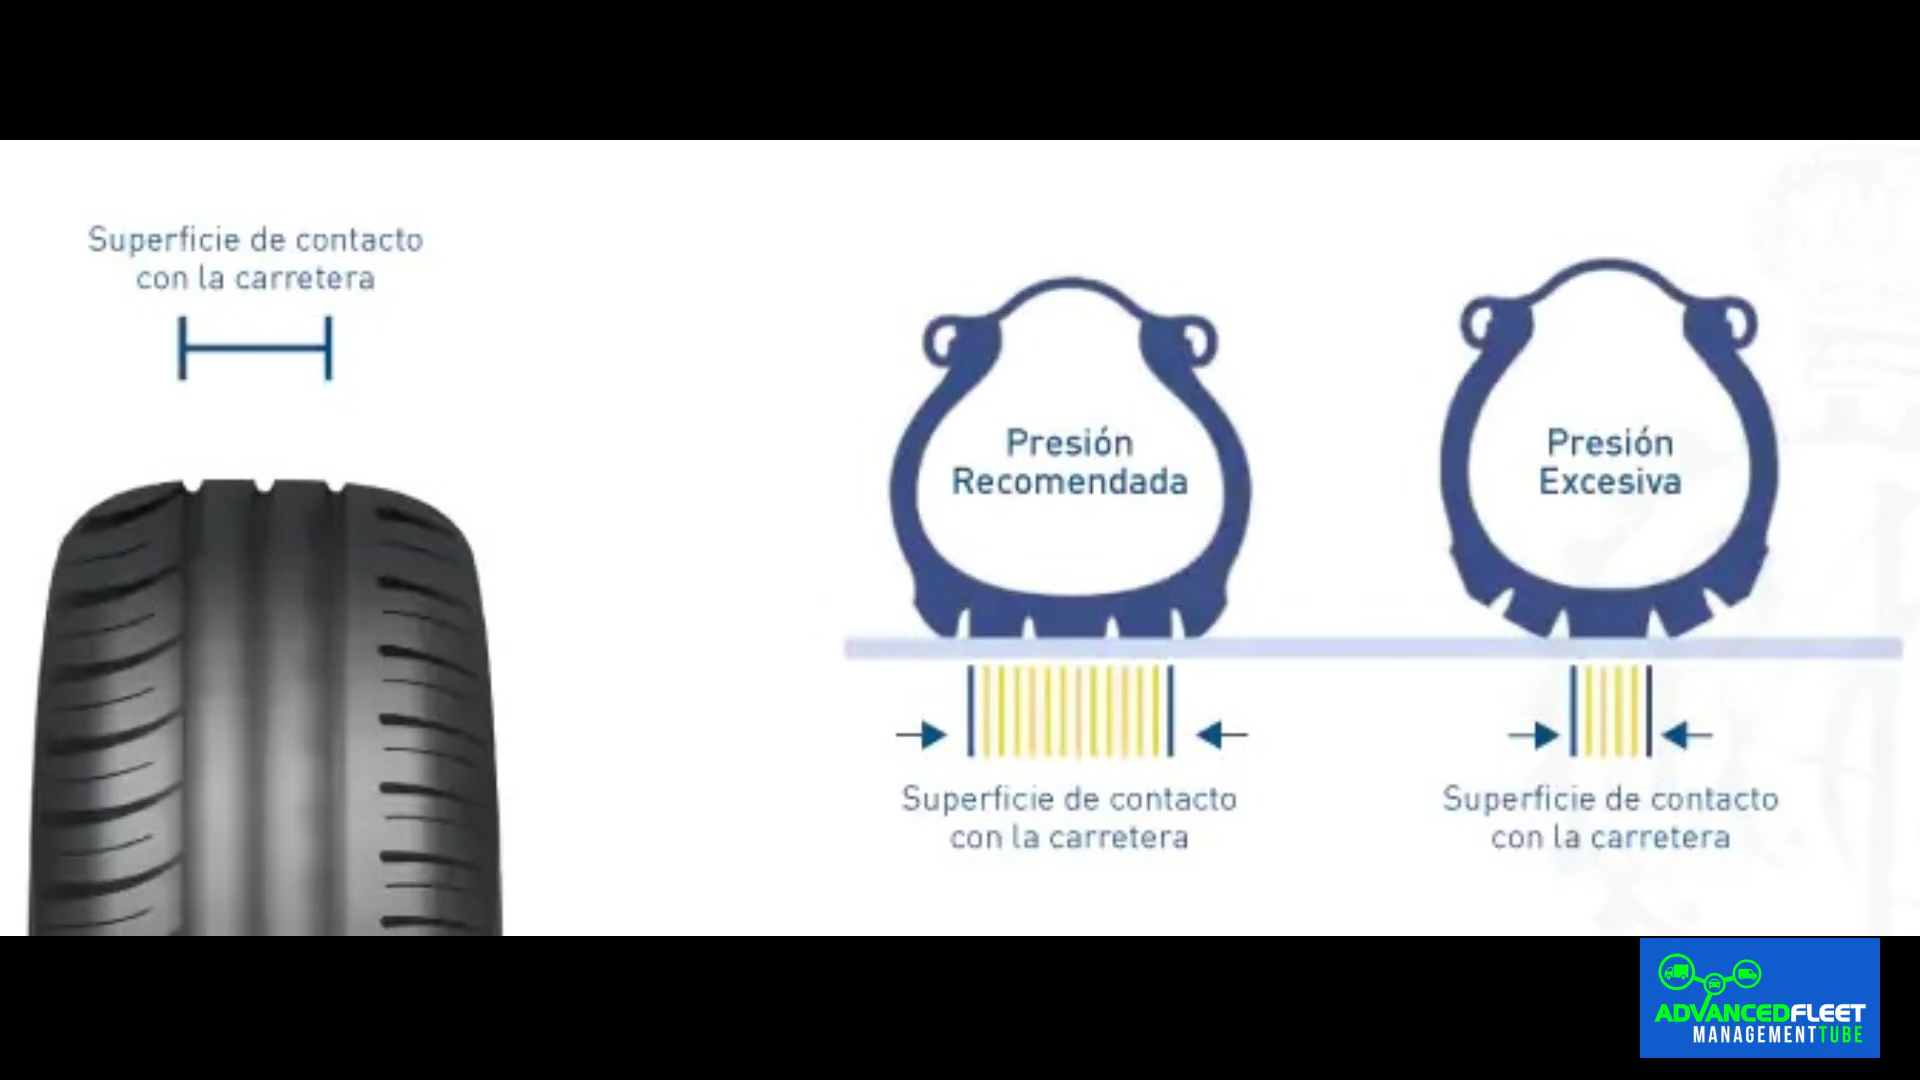 Superficie de contacto
con la carretera
Presión
Recomendada
Presión
Excesiva
Superficie de contacto
con la carretera
Superficie de contacto
con la carretera
ADVANCEDFLEET
MANAGEMENTTUBE